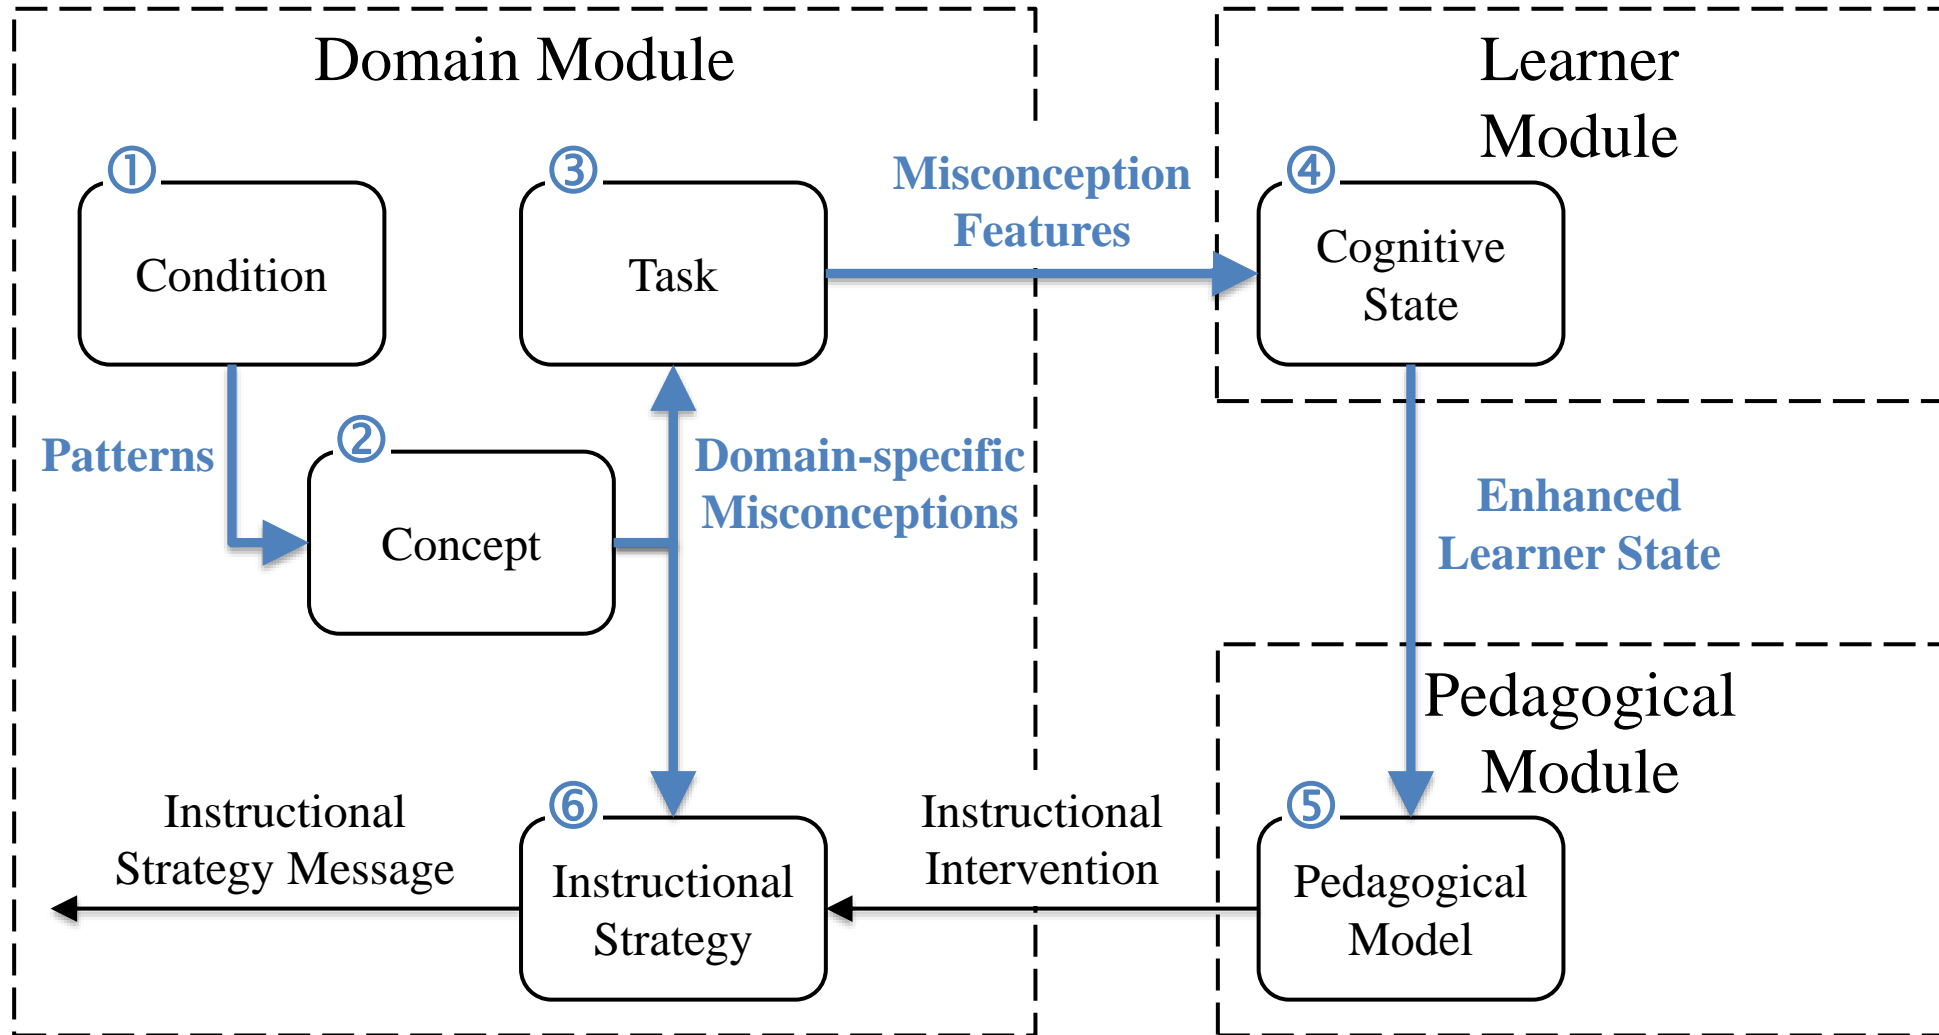 Domain Module
Learner
Module
①
Condition
③
Task
Misconception
Features
④
Cognitive
State
Patterns
②
Concept
Domain-specific
Misconceptions
Enhanced
Learner State
Pedagogical
Module
Instructional
Strategy Message
⑥
Instructional
Strategy
Instructional
Intervention
⑤
Pedagogical
Model